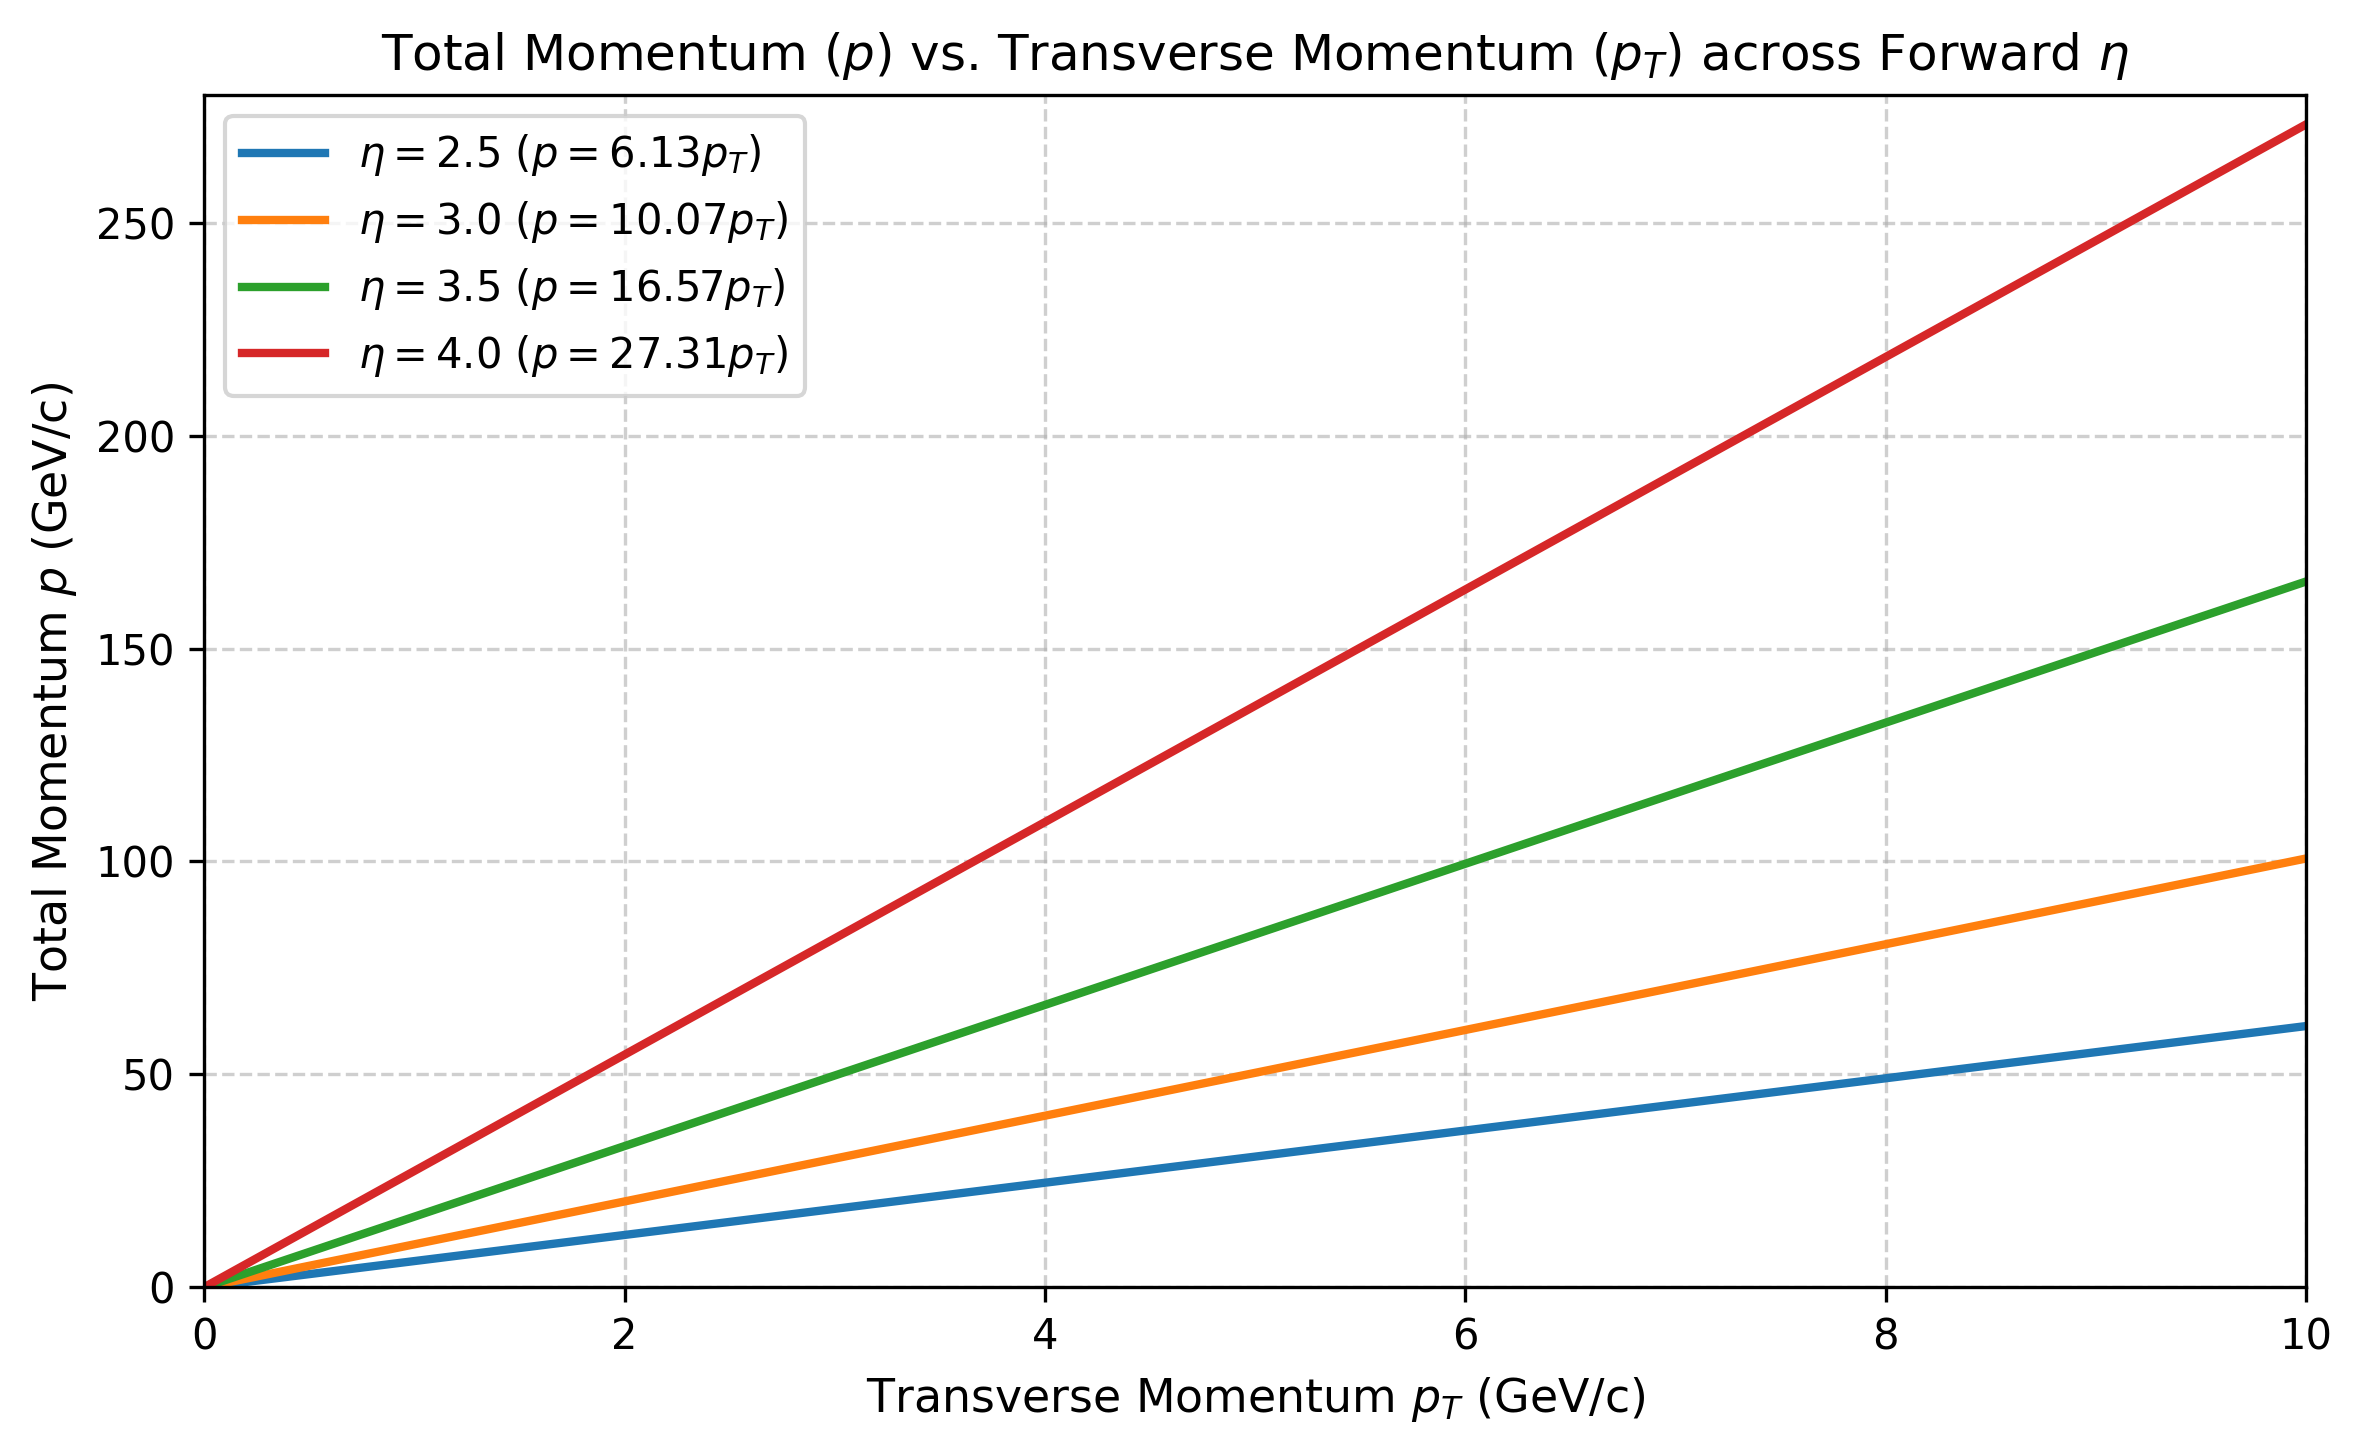 Total Momentum (p) vs. Transverse Momentum (p_T) across Forward η
η = 2.5 (p = 6.13p_T)
η = 3.0 (p = 10.07p_T)
η = 3.5 (p = 16.57p_T)
η = 4.0 (p = 27.31p_T)
Total Momentum p (GeV/c)
250
200
150
100
50
0
0 2 4 6 8 10
Transverse Momentum p_T (GeV/c)